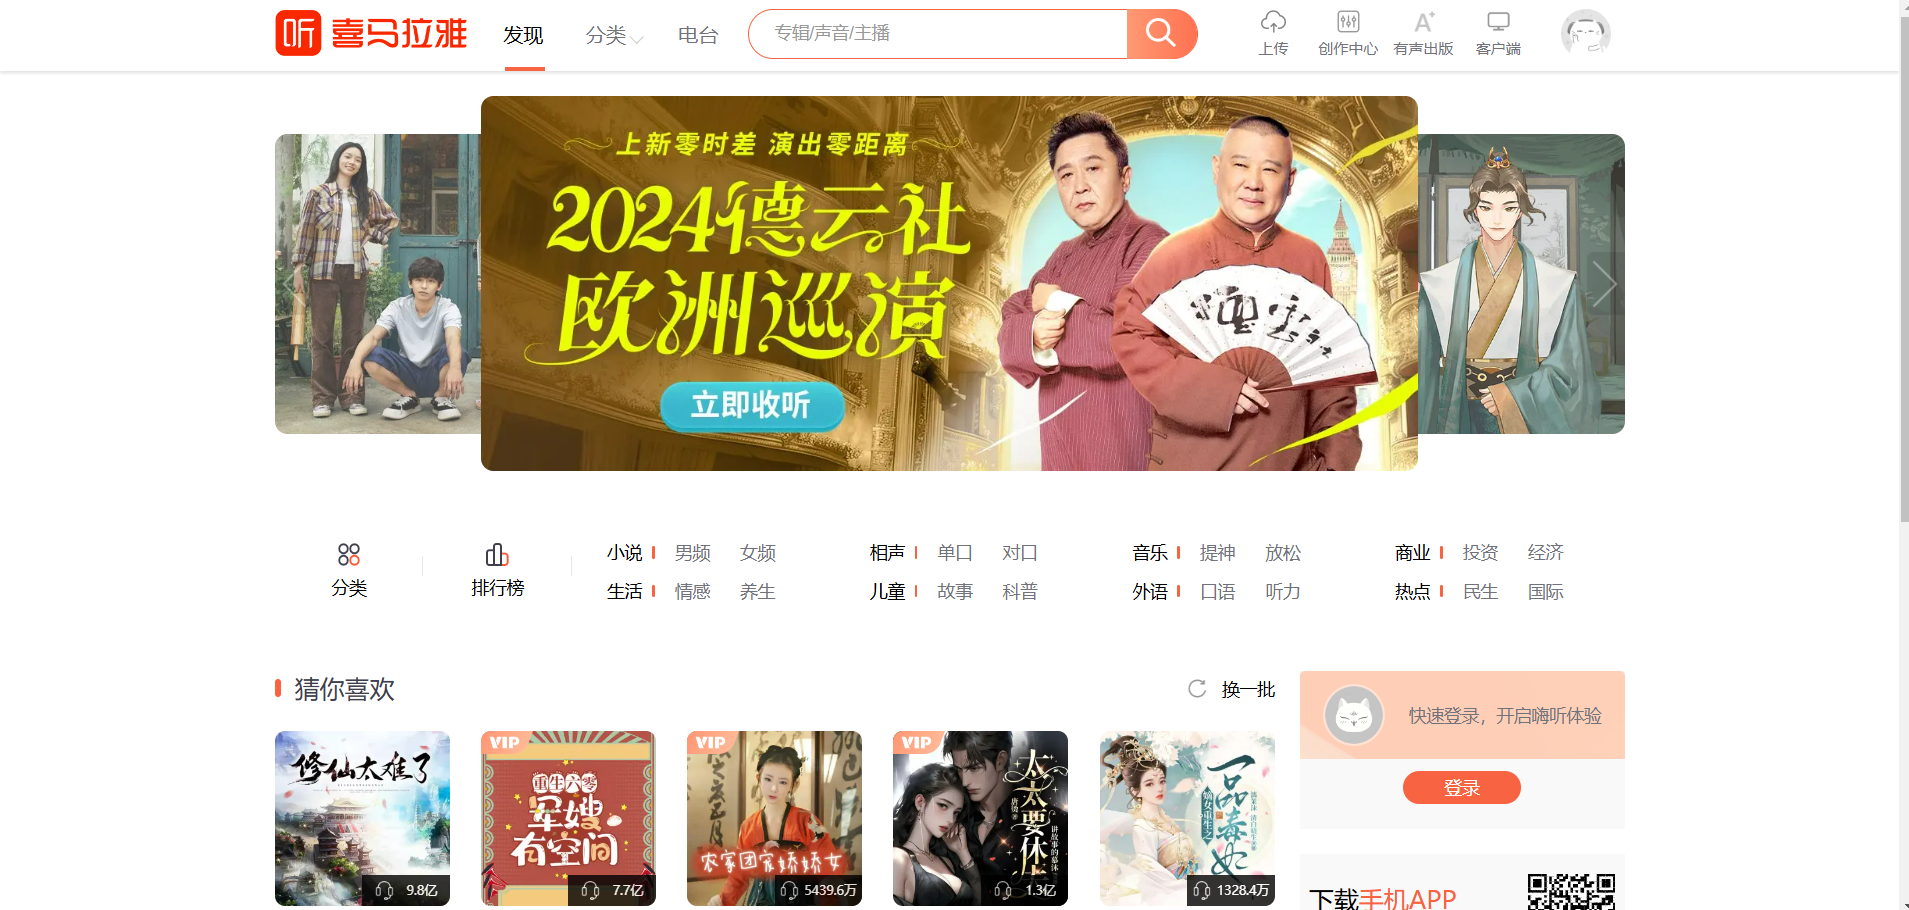 听 喜马拉雅
发现 分类 电台
专辑/声音/主播
上传 创作中心 有声出版 客户端
上新零时差 演出零距离
2024德云社
欧洲巡演
德云
立即收听
分类 排行榜
小说 男频 女频 相声 单口 对口 音乐 提神 放松 商业 投资 经济
生活 情感 养生 儿童 故事 科普 外语 口语 听力 热点 民生 国际
猜你喜欢 换一批
修仙太难了
9.8亿
VIP
重生六零
军嫂
有空间
7.7亿
VIP
农家团宠娇娇女
5439.6万
VIP
太太要休夫
1.3亿
一品毒妃
嫡女重生之
1328.4万
快速登录，开启嗨听体验
登录
下载手机APP